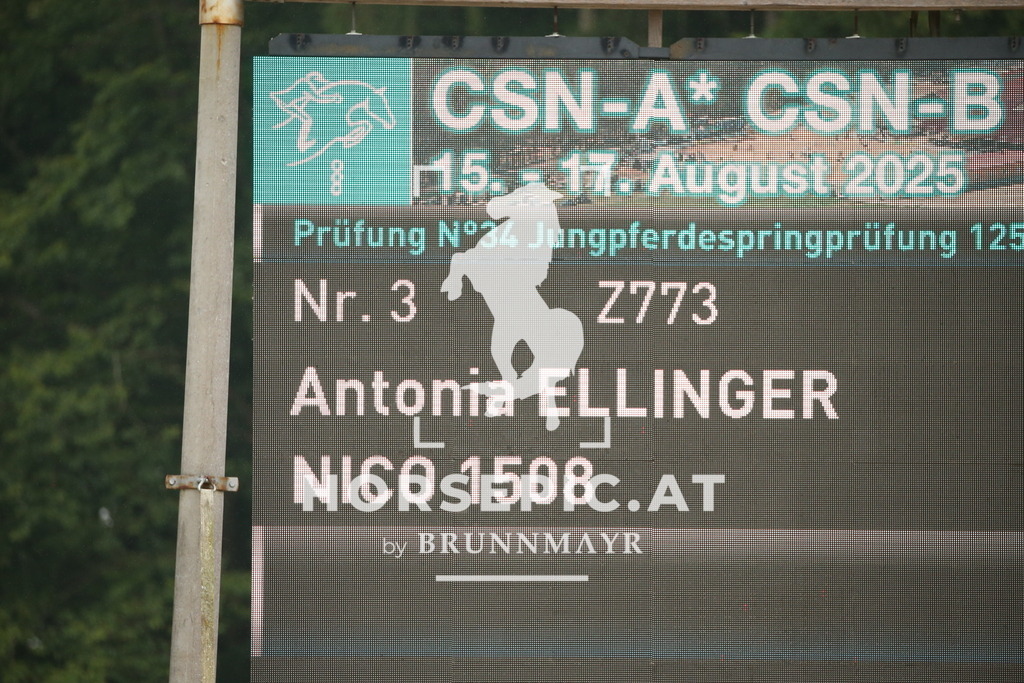 CSN-A* CSN-B
15. - 17. August 2025
Prüfung Nº34 Jungpferdespringprüfung 125
Nr. 3 Z773
Antonia ELLINGER
NICO 1508
HORSEPIC.AT
by BRUNNMAYR